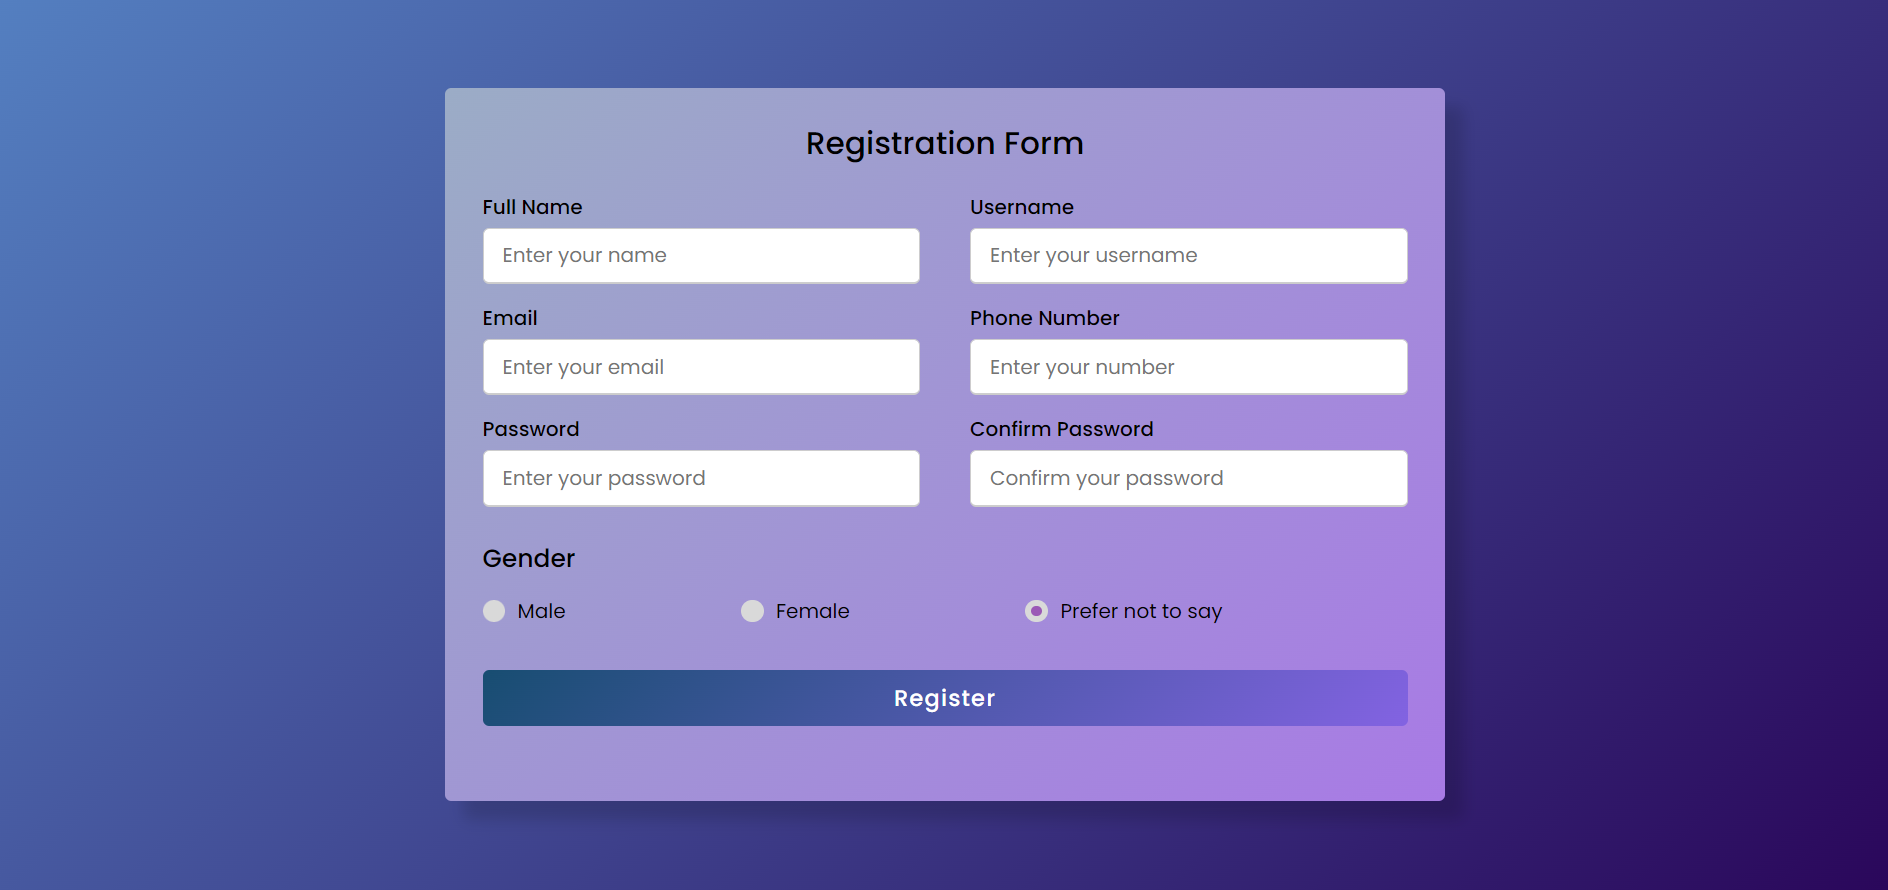 Registration Form
Full Name
Username
Enter your name
Enter your username
Email
Phone Number
Enter your email
Enter your number
Password
Confirm Password
Enter your password
Confirm your password
Gender
Male
Female
Prefer not to say
Register